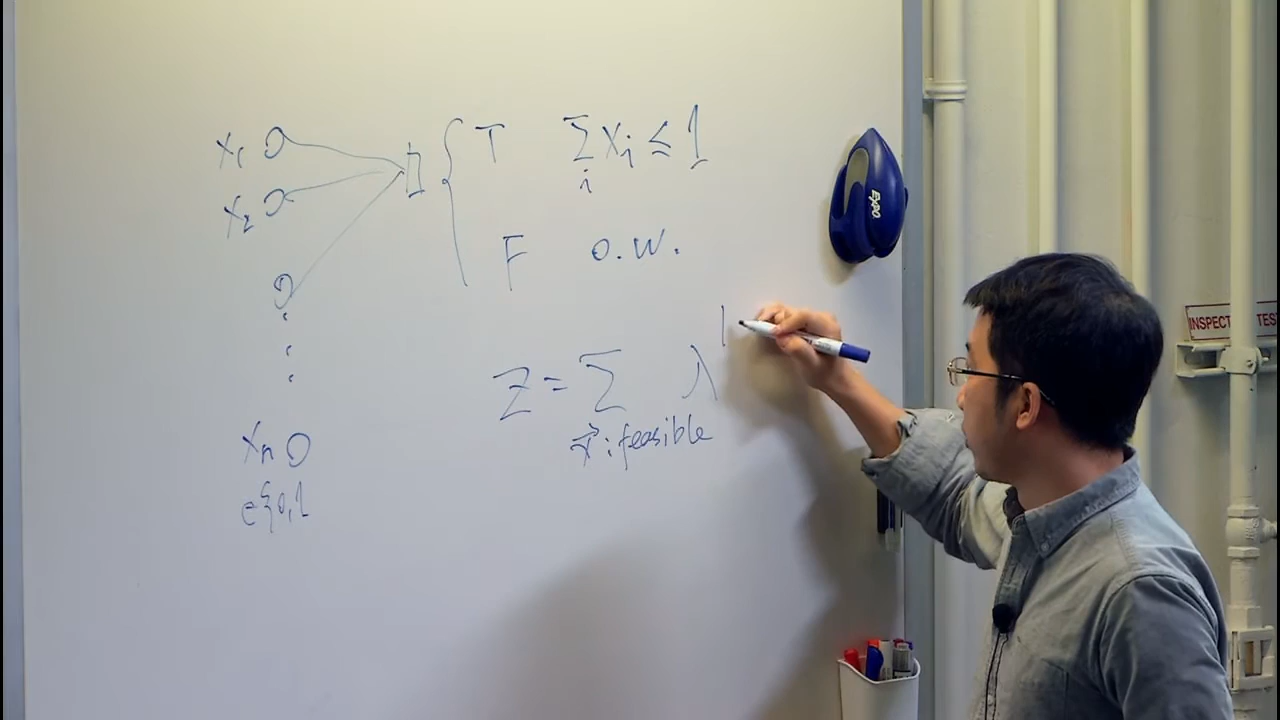 x₁ O
T ∑ xᵢ ≤ 1
i
x₂ O
F o.w.
O
Z = ∑ λ^|
x⃗ : feasible
xₙ O
∈{0,1
EXPO
INSPECT TES